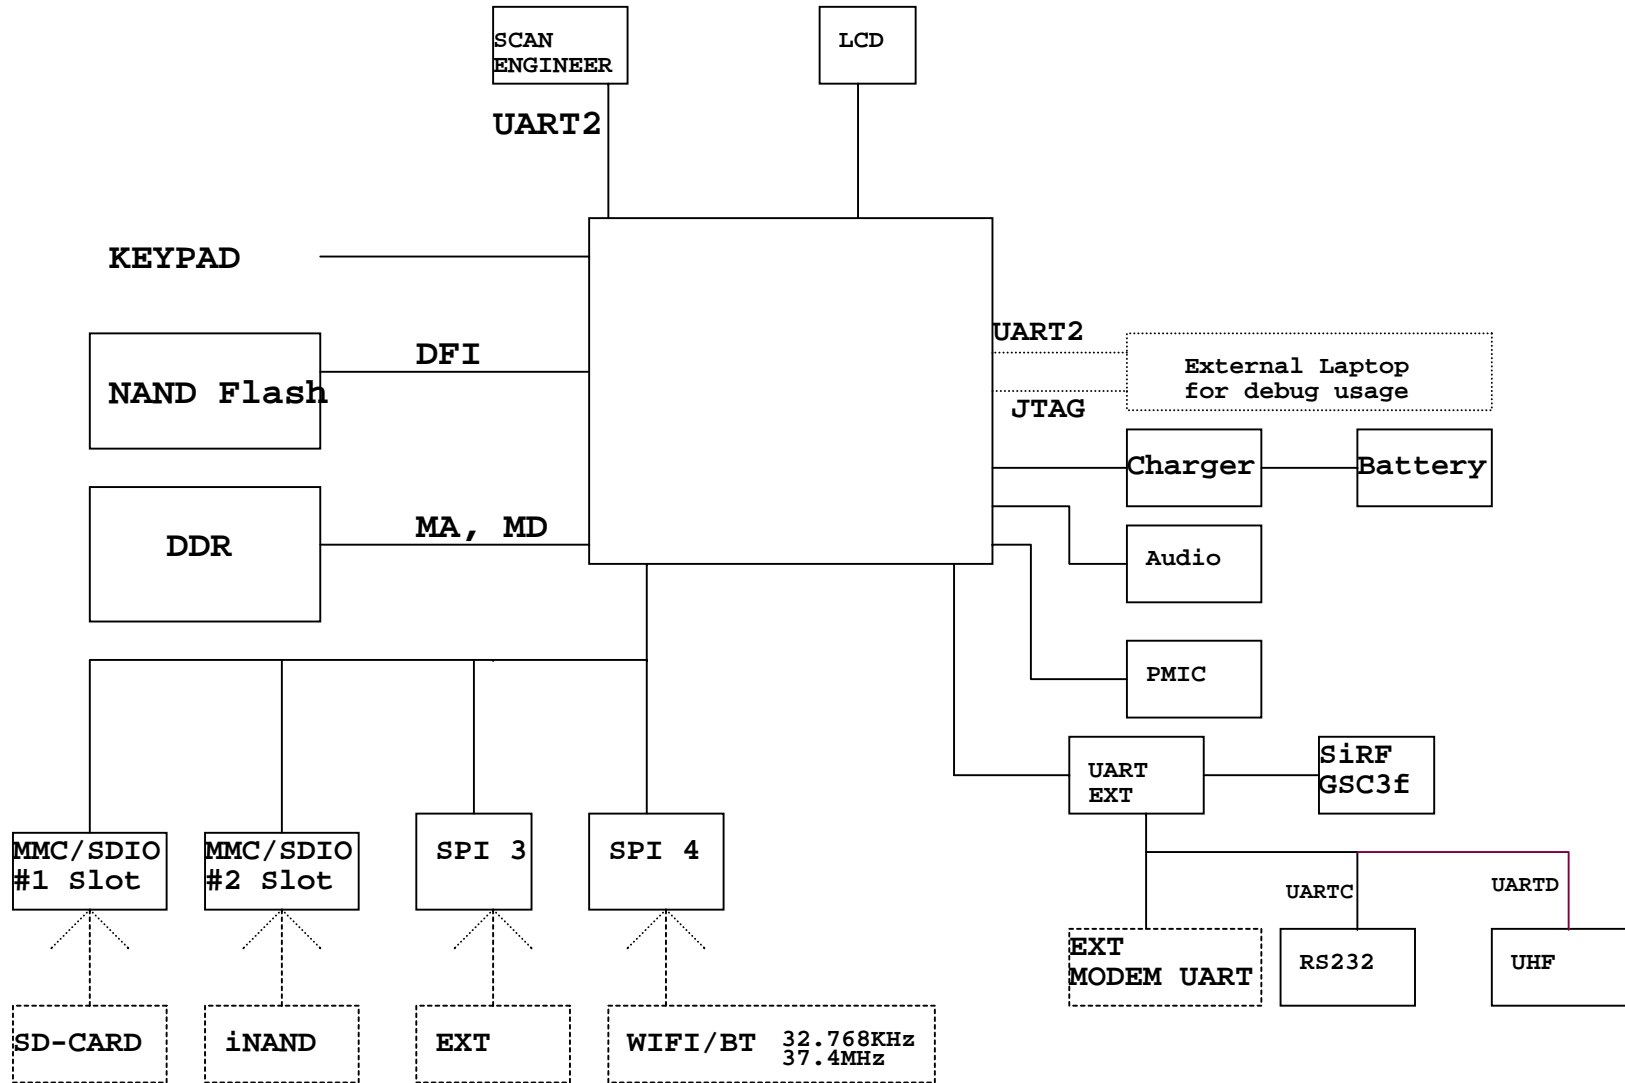 SCAN
ENGINEER
LCD
UART2
KEYPAD
UART2
DFI
External Laptop
for debug usage
NAND Flash
JTAG
Charger
Battery
MA, MD
DDR
Audio
PMIC
UART
EXT
SiRF
GSC3f
MMC/SDIO
#1 Slot
MMC/SDIO
#2 Slot
SPI 3
SPI 4
UARTC
UARTD
EXT
MODEM UART
RS232
UHF
SD-CARD
iNAND
EXT
WIFI/BT
32.768KHz
37.4MHz